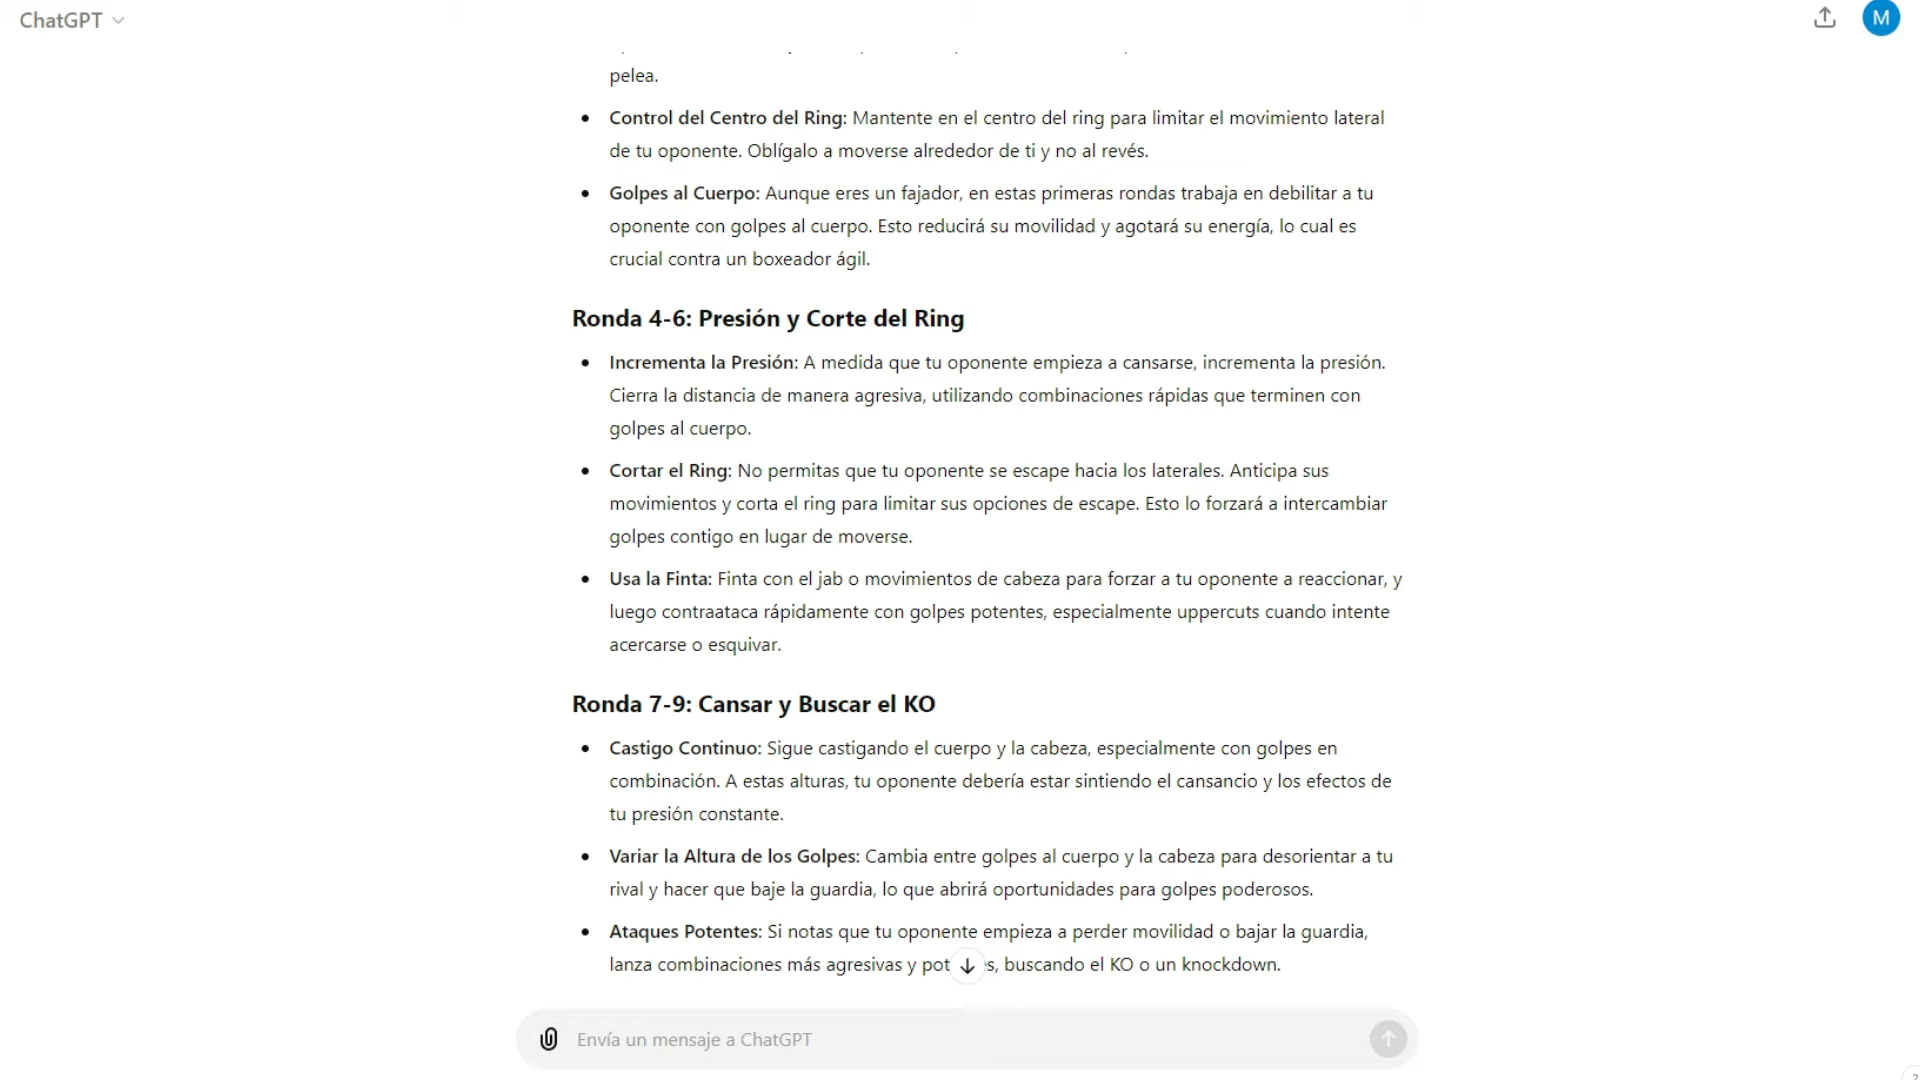 ChatGPT
M
pelea.
Control del Centro del Ring: Mantente en el centro del ring para limitar el movimiento lateral
de tu oponente. Oblígalo a moverse alrededor de ti y no al revés.
Golpes al Cuerpo: Aunque eres un fajador, en estas primeras rondas trabaja en debilitar a tu
oponente con golpes al cuerpo. Esto reducirá su movilidad y agotará su energía, lo cual es
crucial contra un boxeador ágil.
Ronda 4-6: Presión y Corte del Ring
Incrementa la Presión: A medida que tu oponente empieza a cansarse, incrementa la presión.
Cierra la distancia de manera agresiva, utilizando combinaciones rápidas que terminen con
golpes al cuerpo.
Cortar el Ring: No permitas que tu oponente se escape hacia los laterales. Anticipa sus
movimientos y corta el ring para limitar sus opciones de escape. Esto lo forzará a intercambiar
golpes contigo en lugar de moverse.
Usa la Finta: Finta con el jab o movimientos de cabeza para forzar a tu oponente a reaccionar, y
luego contraataca rápidamente con golpes potentes, especialmente uppercuts cuando intente
acercarse o esquivar.
Ronda 7-9: Cansar y Buscar el KO
Castigo Continuo: Sigue castigando el cuerpo y la cabeza, especialmente con golpes en
combinación. A estas alturas, tu oponente debería estar sintiendo el cansancio y los efectos de
tu presión constante.
Variar la Altura de los Golpes: Cambia entre golpes al cuerpo y la cabeza para desorientar a tu
rival y hacer que baje la guardia, lo que abrirá oportunidades para golpes poderosos.
Ataques Potentes: Si notas que tu oponente empieza a perder movilidad o bajar la guardia,
lanza combinaciones más agresivas y buscando el KO o un knockdown.
Envía un mensaje a ChatGPT